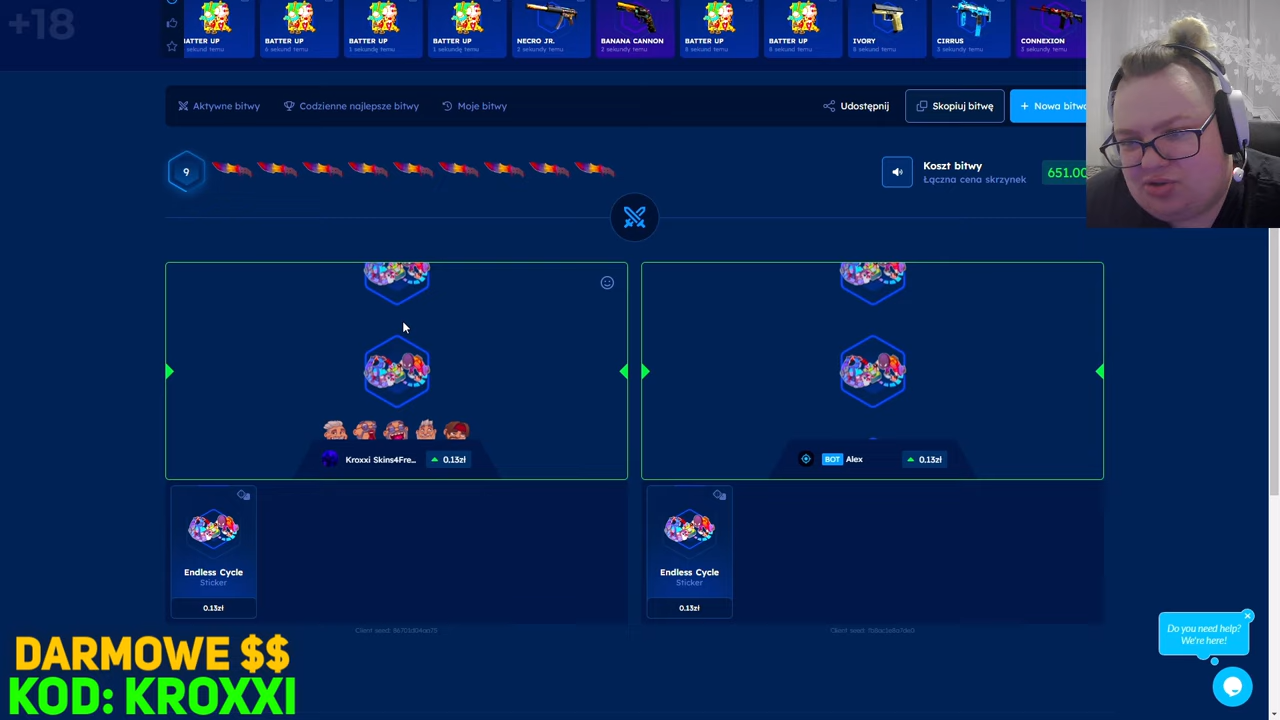 +18
BATTER UP
BATTER UP
BATTER UP
BATTER UP
NECRO JR.
BANANA CANNON
BATTER UP
BATTER UP
IVORY
CIRRUS
CONNEXION
Aktywne bitwy
Codzienne najlepsze bitwy
Moje bitwy
Udostępnij
Skopiuj bitwę
+ Nowa bitwa
9
Koszt bitwy
Łączna cena skrzynek
651.00
Kroxxi Skins4Fre...
0.13zł
BOT Alex
0.13zł
Endless Cycle
Sticker
0.13zł
Endless Cycle
Sticker
0.13zł
DARMOWE $$
KOD: KROXXI
Do you need help?
We're here!